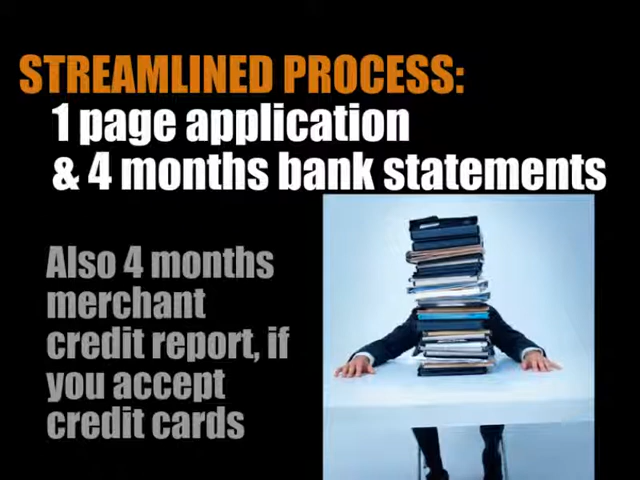 STREAMLINED PROCESS:
1 page application
& 4 months bank statements
Also 4 months
merchant
credit report, if
you accept
credit cards